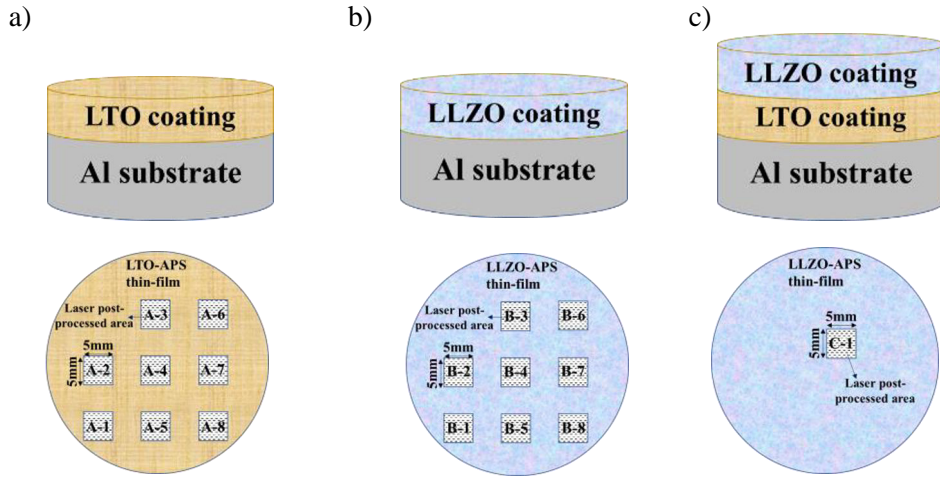 a)
LTO coating
Al substrate
LTO-APS
thin-film
Laser post-
processed area
5mm
5mm
A-3
A-6
A-2
A-4
A-7
A-1
A-5
A-8
b)
LLZO coating
Al substrate
LLZO-APS
thin-film
Laser post-
processed area
5mm
5mm
B-3
B-6
B-2
B-4
B-7
B-1
B-5
B-8
c)
LLZO coating
LTO coating
Al substrate
LLZO-APS
thin-film
5mm
5mm
C-1
Laser post-
processed area